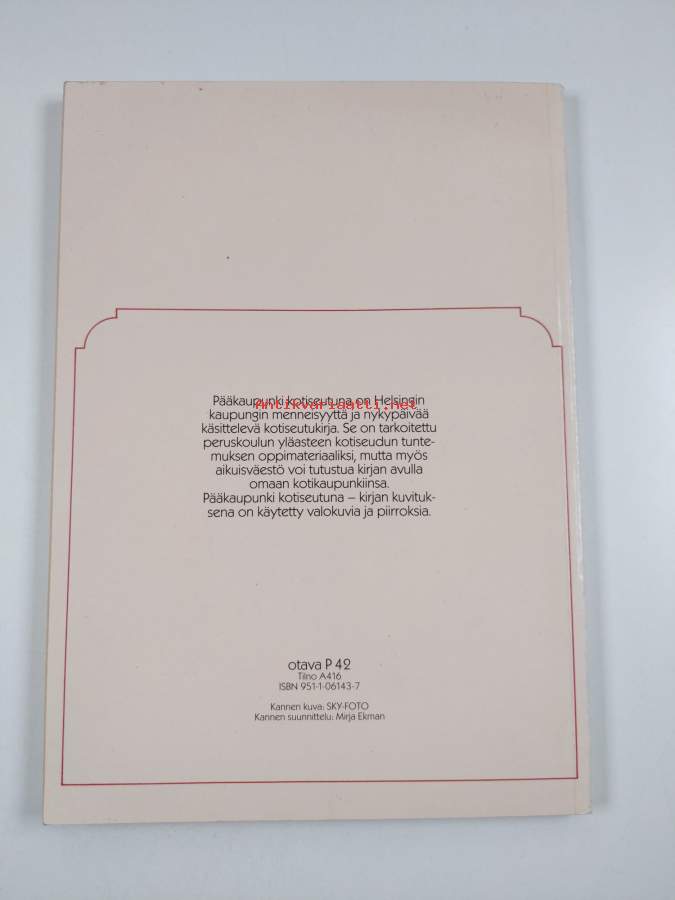 Pääkaupunki kotiseutuna on Helsingin
Antikvariaatti.net
kaupungin menneisyyttä ja nykypäivää
käsittelevä kotiseutukirja. Se on tarkoitettu
peruskoulun yläasteen kotiseudun tunte-
muksen oppimateriaaliksi, mutta myös
aikuisväestö voi tutustua kirjan avulla
omaan kotikaupunkiinsa.
Pääkaupunki kotiseutuna – kirjan kuvituk-
sena on käytetty valokuvia ja piirroksia.
otava P 42
Tilno A416
ISBN 951-1-06143-7
Kannen kuva: SKY-FOTO
Kannen suunnittelu: Mirja Ekman